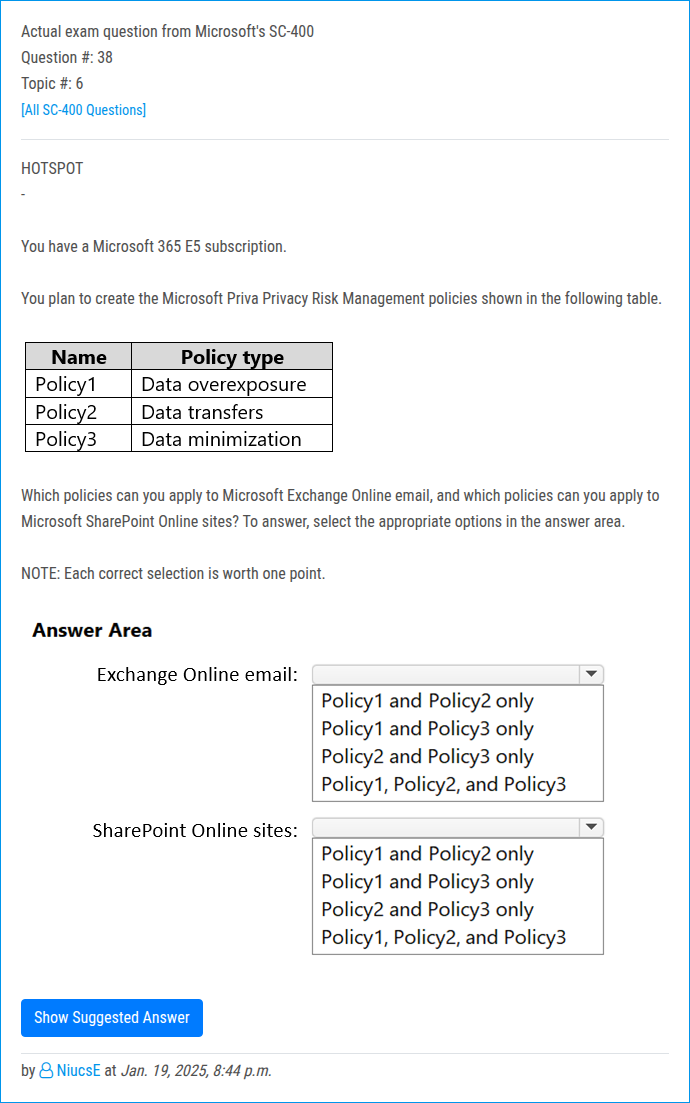 Actual exam question from Microsoft's SC-400
Question #: 38
Topic #: 6
[All SC-400 Questions]
HOTSPOT
-
You have a Microsoft 365 E5 subscription.
You plan to create the Microsoft Priva Privacy Risk Management policies shown in the following table.
Name Policy type
Policy1 Data overexposure
Policy2 Data transfers
Policy3 Data minimization
Which policies can you apply to Microsoft Exchange Online email, and which policies can you apply to
Microsoft SharePoint Online sites? To answer, select the appropriate options in the answer area.
NOTE: Each correct selection is worth one point.
Answer Area
Exchange Online email:
Policy1 and Policy2 only
Policy1 and Policy3 only
Policy2 and Policy3 only
Policy1, Policy2, and Policy3
SharePoint Online sites:
Policy1 and Policy2 only
Policy1 and Policy3 only
Policy2 and Policy3 only
Policy1, Policy2, and Policy3
Show Suggested Answer
by NiucsE at Jan. 19, 2025, 8:44 p.m.